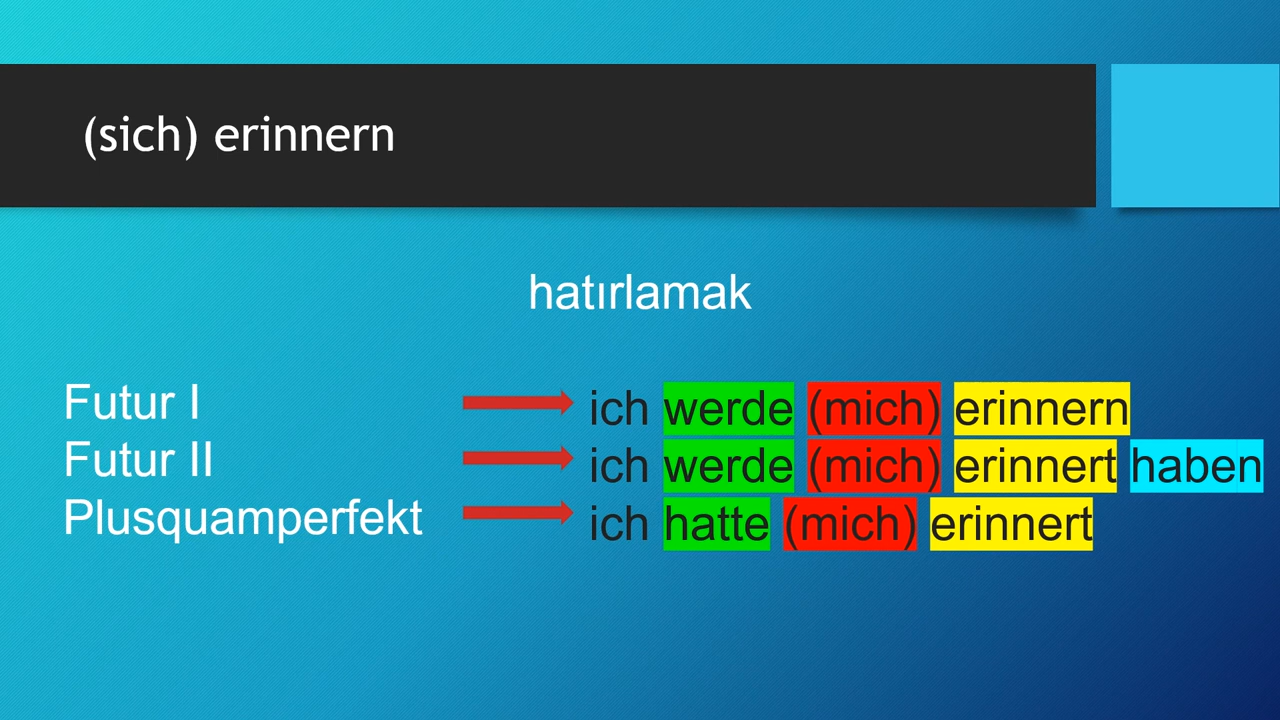 (sich) erinnern
hatırlamak
Futur I
ich werde (mich) erinnern
Futur II
ich werde (mich) erinnert haben
Plusquamperfekt
ich hatte (mich) erinnert